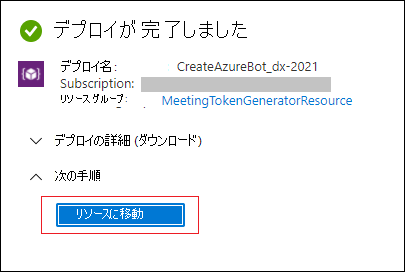 デプロイが完了しました
デプロイ名: CreateAzureBot_dx-2021
Subscription:
リソース グループ: MeetingTokenGeneratorResource
デプロイの詳細 (ダウンロード)
次の手順
リソースに移動